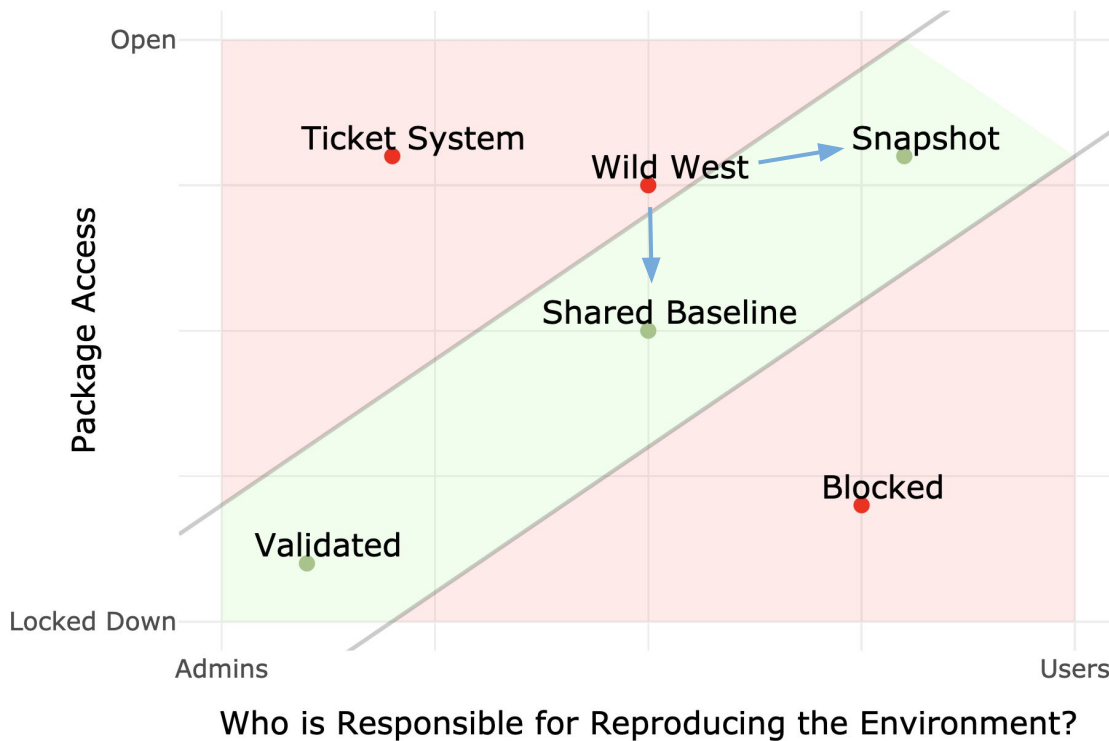 Open
Ticket System
Wild West
Snapshot
Package Access
Shared Baseline
Blocked
Validated
Locked Down
Admins
Users
Who is Responsible for Reproducing the Environment?